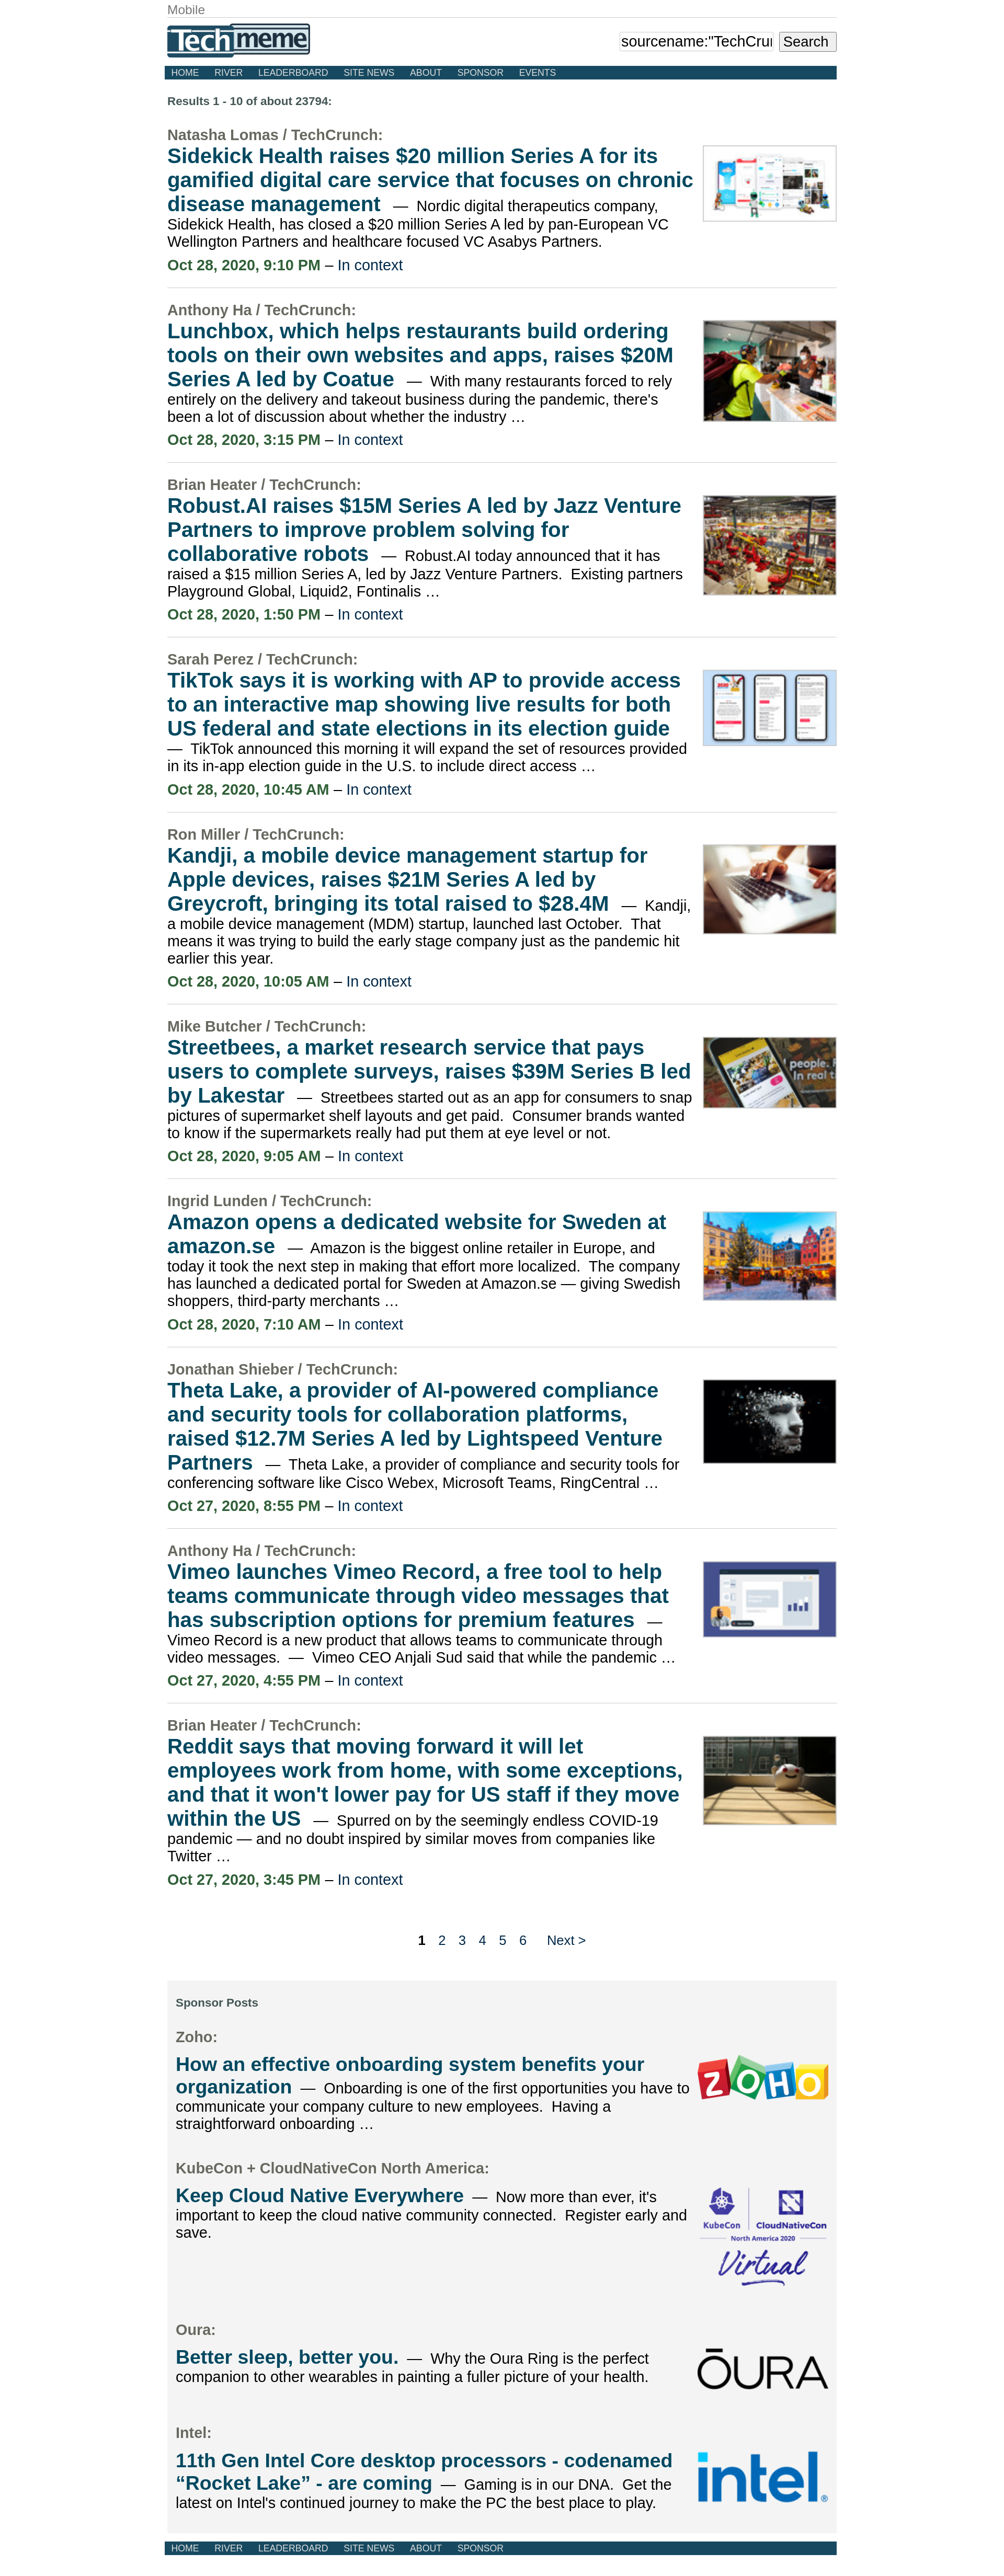 Mobile
Techmeme
sourcename:"TechCru
Search
HOME RIVER LEADERBOARD SITE NEWS ABOUT SPONSOR EVENTS
Results 1 - 10 of about 23794:
Natasha Lomas / TechCrunch:
Sidekick Health raises $20 million Series A for its
gamified digital care service that focuses on chronic
disease management — Nordic digital therapeutics company,
Sidekick Health, has closed a $20 million Series A led by pan-European VC
Wellington Partners and healthcare focused VC Asabys Partners.
Oct 28, 2020, 9:10 PM – In context
Anthony Ha / TechCrunch:
Lunchbox, which helps restaurants build ordering
tools on their own websites and apps, raises $20M
Series A led by Coatue — With many restaurants forced to rely
entirely on the delivery and takeout business during the pandemic, there's
been a lot of discussion about whether the industry …
Oct 28, 2020, 3:15 PM – In context
Brian Heater / TechCrunch:
Robust.AI raises $15M Series A led by Jazz Venture
Partners to improve problem solving for
collaborative robots — Robust.AI today announced that it has
raised a $15 million Series A, led by Jazz Venture Partners. Existing partners
Playground Global, Liquid2, Fontinalis …
Oct 28, 2020, 1:50 PM – In context
Sarah Perez / TechCrunch:
TikTok says it is working with AP to provide access
to an interactive map showing live results for both
US federal and state elections in its election guide
— TikTok announced this morning it will expand the set of resources provided
in its in-app election guide in the U.S. to include direct access …
Oct 28, 2020, 10:45 AM – In context
Ron Miller / TechCrunch:
Kandji, a mobile device management startup for
Apple devices, raises $21M Series A led by
Greycroft, bringing its total raised to $28.4M — Kandji,
a mobile device management (MDM) startup, launched last October. That
means it was trying to build the early stage company just as the pandemic hit
earlier this year.
Oct 28, 2020, 10:05 AM – In context
Mike Butcher / TechCrunch:
Streetbees, a market research service that pays
users to complete surveys, raises $39M Series B led
by Lakestar — Streetbees started out as an app for consumers to snap
pictures of supermarket shelf layouts and get paid. Consumer brands wanted
to know if the supermarkets really had put them at eye level or not.
Oct 28, 2020, 9:05 AM – In context
people.
In real
Ingrid Lunden / TechCrunch:
Amazon opens a dedicated website for Sweden at
amazon.se — Amazon is the biggest online retailer in Europe, and
today it took the next step in making that effort more localized. The company
has launched a dedicated portal for Sweden at Amazon.se — giving Swedish
shoppers, third-party merchants …
Oct 28, 2020, 7:10 AM – In context
Jonathan Shieber / TechCrunch:
Theta Lake, a provider of AI-powered compliance
and security tools for collaboration platforms,
raised $12.7M Series A led by Lightspeed Venture
Partners — Theta Lake, a provider of compliance and security tools for
conferencing software like Cisco Webex, Microsoft Teams, RingCentral …
Oct 27, 2020, 8:55 PM – In context
Anthony Ha / TechCrunch:
Vimeo launches Vimeo Record, a free tool to help
teams communicate through video messages that
has subscription options for premium features —
Vimeo Record is a new product that allows teams to communicate through
video messages. — Vimeo CEO Anjali Sud said that while the pandemic …
Oct 27, 2020, 4:55 PM – In context
Brian Heater / TechCrunch:
Reddit says that moving forward it will let
employees work from home, with some exceptions,
and that it won't lower pay for US staff if they move
within the US — Spurred on by the seemingly endless COVID-19
pandemic — and no doubt inspired by similar moves from companies like
Twitter …
Oct 27, 2020, 3:45 PM – In context
1 2 3 4 5 6 Next >
Sponsor Posts
Zoho:
How an effective onboarding system benefits your
organization — Onboarding is one of the first opportunities you have to
communicate your company culture to new employees. Having a
straightforward onboarding …
ZOHO
KubeCon + CloudNativeCon North America:
Keep Cloud Native Everywhere — Now more than ever, it's
important to keep the cloud native community connected. Register early and
save.
KubeCon CloudNativeCon
North America 2020
Virtual
Oura:
Better sleep, better you. — Why the Oura Ring is the perfect
companion to other wearables in painting a fuller picture of your health.
ŌURA
Intel:
11th Gen Intel Core desktop processors - codenamed
“Rocket Lake” - are coming — Gaming is in our DNA. Get the
latest on Intel's continued journey to make the PC the best place to play.
intel®
HOME RIVER LEADERBOARD SITE NEWS ABOUT SPONSOR